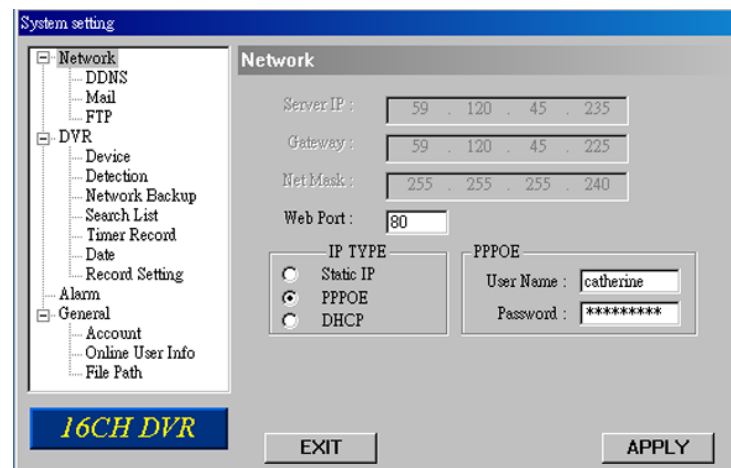 System setting
Network
DDNS
Mail
FTP
DVR
Device
Detection
Network Backup
Search List
Timer Record
Date
Record Setting
Alarm
General
Account
Online User Info
File Path
16CH DVR
Network
Server IP : 59 . 120 . 45 . 235
Gateway : 59 . 120 . 45 . 225
Net Mask : 255 . 255 . 255 . 240
Web Port : 80
IP TYPE
Static IP
PPPOE
DHCP
PPPOE
User Name : catherine
Password : *********
EXIT
APPLY